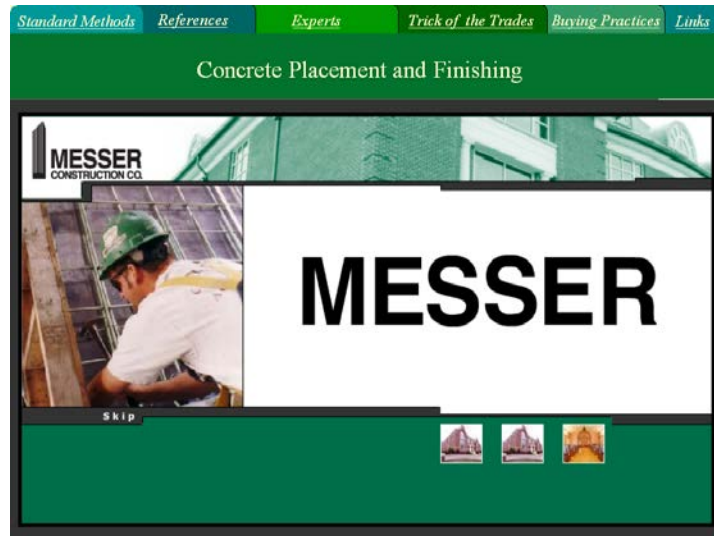 Standard Methods References Experts Trick of the Trades Buying Practices Links
Concrete Placement and Finishing
MESSER
CONSTRUCTION CO.
MESSER
Skip